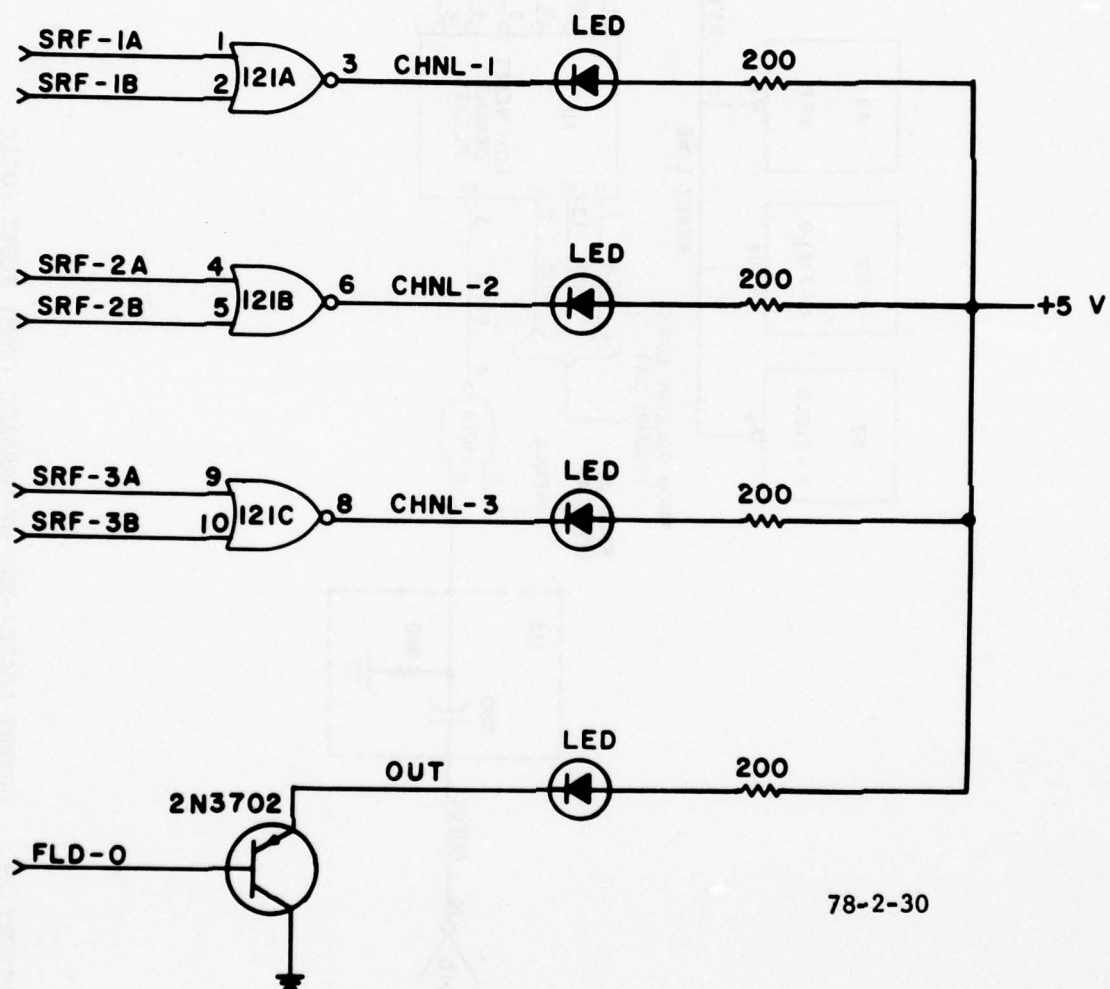 SRF-1A
SRF-1B
1
2
121A
3
CHNL-1
LED
200
SRF-2A
SRF-2B
4
5
121B
6
CHNL-2
LED
200
+5 V
SRF-3A
SRF-3B
9
10
121C
8
CHNL-3
LED
200
2N3702
OUT
LED
200
FLD-0
78-2-30